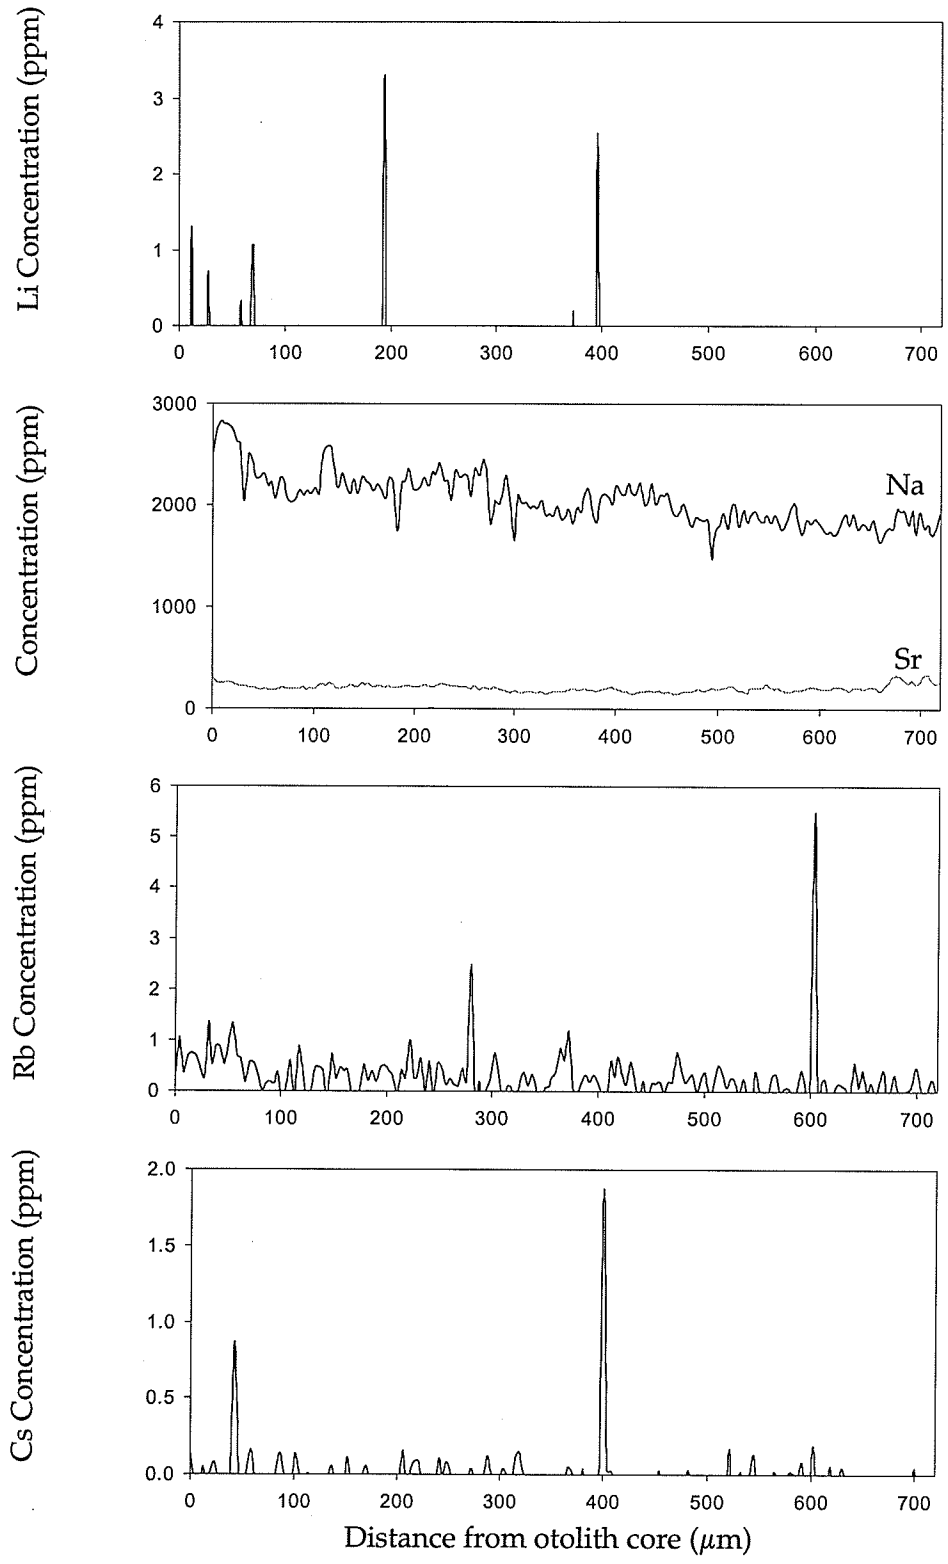 Li Concentration (ppm)
4
3
2
1
0
0 100 200 300 400 500 600 700
Concentration (ppm)
3000
2000
1000
0
Na
Sr
0 100 200 300 400 500 600 700
Rb Concentration (ppm)
6
5
4
3
2
1
0
0 100 200 300 400 500 600 700
Cs Concentration (ppm)
2.0
1.5
1.0
0.5
0.0
0 100 200 300 400 500 600 700
Distance from otolith core (μm)